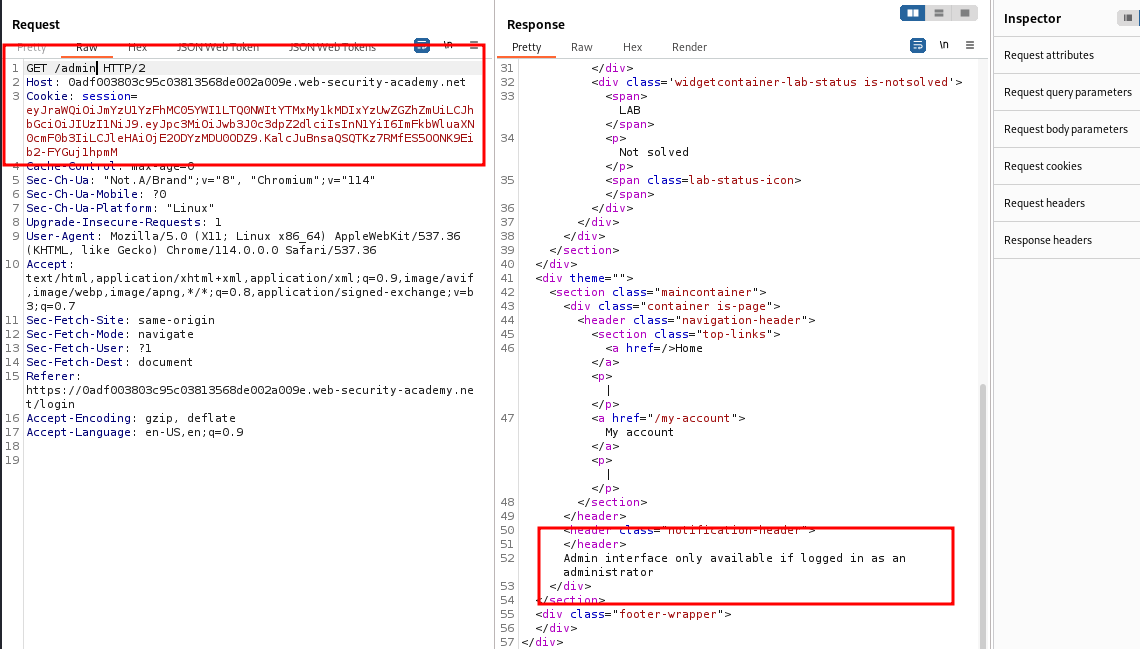 Request
Pretty Raw Hex JSON Web Token JSON Web Tokens \n
1 GET /admin HTTP/2
2 Host: 0adf003803c95c03813568de002a009e.web-security-academy.net
3 Cookie: session=
eyJraWQiOiJmYzU1YzFhMC05YWI1LTQ0NWItYTMxMy1kMDIxYzUwZGZhZmUiLCJh
bGciOiJIUzI1NiJ9.eyJpc3MiOiJwb3J0c3dpZ2dlciIsInN1YiI6ImFkbWluaXN
0cmF0b3IiLCJleHAiOjE2ODYzMDU0ODZ9.KalcJuBnsaQSQTKz7RMfES5OONK9Ei
b2-FYGuj1hpmM
4 Cache-Control: max-age=0
5 Sec-Ch-Ua: "Not.A/Brand";v="8", "Chromium";v="114"
6 Sec-Ch-Ua-Mobile: ?0
7 Sec-Ch-Ua-Platform: "Linux"
8 Upgrade-Insecure-Requests: 1
9 User-Agent: Mozilla/5.0 (X11; Linux x86_64) AppleWebKit/537.36
(KHTML, like Gecko) Chrome/114.0.0.0 Safari/537.36
10 Accept:
text/html,application/xhtml+xml,application/xml;q=0.9,image/avif
,image/webp,image/apng,*/*;q=0.8,application/signed-exchange;v=b
3;q=0.7
11 Sec-Fetch-Site: same-origin
12 Sec-Fetch-Mode: navigate
13 Sec-Fetch-User: ?1
14 Sec-Fetch-Dest: document
15 Referer:
https://0adf003803c95c03813568de002a009e.web-security-academy.ne
t/login
16 Accept-Encoding: gzip, deflate
17 Accept-Language: en-US,en;q=0.9
18
19
Response
Pretty Raw Hex Render \n
31 </div>
32 <div class='widgetcontainer-lab-status is-notsolved'>
33 <span>
LAB
</span>
34 <p>
Not solved
</p>
35 <span class=lab-status-icon>
</span>
36 </div>
37 </div>
38 </div>
39 </section>
40 </div>
41 <div theme="">
42 <section class="maincontainer">
43 <div class="container is-page">
44 <header class="navigation-header">
45 <section class="top-links">
46 <a href=/>Home
</a>
<p>
|
</p>
47 <a href="/my-account">
My account
</a>
<p>
|
</p>
48 </section>
49 </header>
50 <header class="notification-header">
51 </header>
52 Admin interface only available if logged in as an
administrator
53 </div>
54 </section>
55 <div class="footer-wrapper">
56 </div>
57 </div>
Inspector
Request attributes
Request query parameters
Request body parameters
Request cookies
Request headers
Response headers